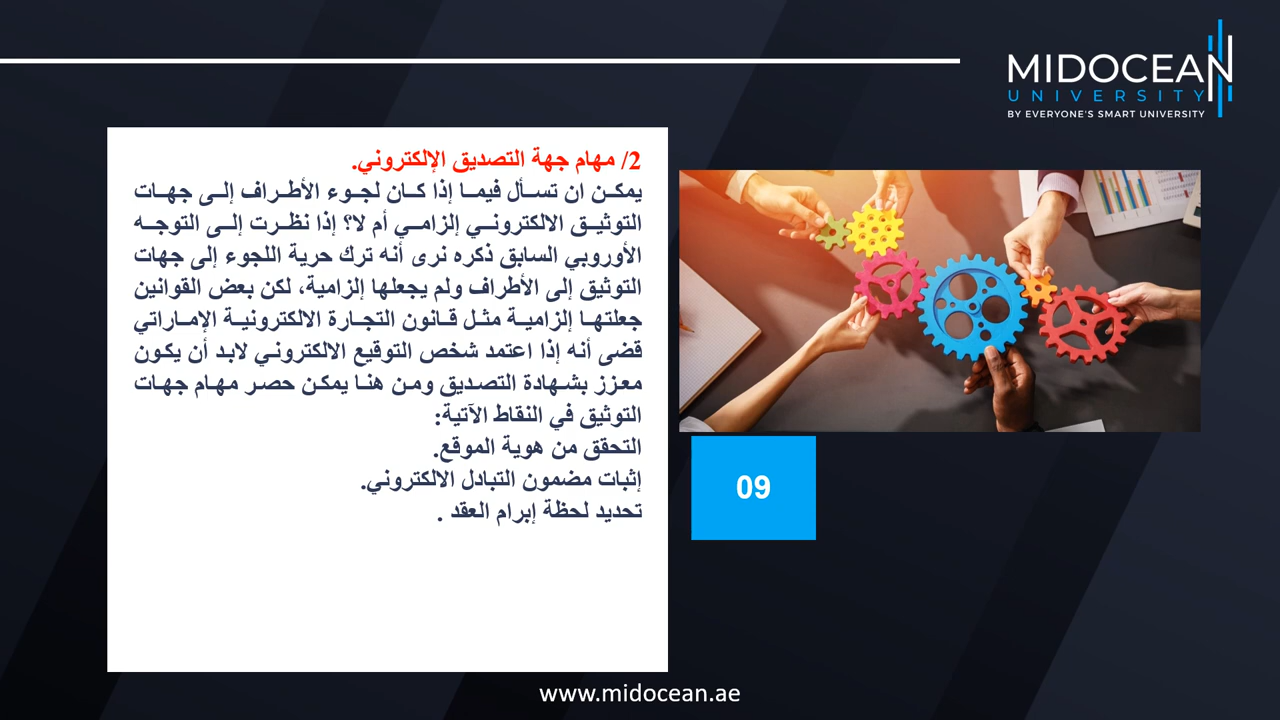 MIDOCEAN
UNIVERSITY
BY EVERYONE'S SMART UNIVERSITY
2/ مهام جهة التصديق الإلكتروني.
يمكن ان تسأل فيما إذا كان لجوء الأطراف إلى جهات
التوثيق الالكتروني إلزامي أم لا؟ إذا نظرت إلى التوجه
الأوروبي السابق ذكره نرى أنه ترك حرية اللجوء إلى جهات
التوثيق إلى الأطراف ولم يجعلها إلزامية، لكن بعض القوانين
جعلتها إلزامية مثل قانون التجارة الالكترونية الإماراتي
قضى أنه إذا اعتمد شخص التوقيع الالكتروني لابد أن يكون
معزز بشهادة التصديق ومن هنا يمكن حصر مهام جهات
التوثيق في النقاط الآتية:
التحقق من هوية الموقع.
إثبات مضمون التبادل الالكتروني.
تحديد لحظة إبرام العقد .
09
www.midocean.ae